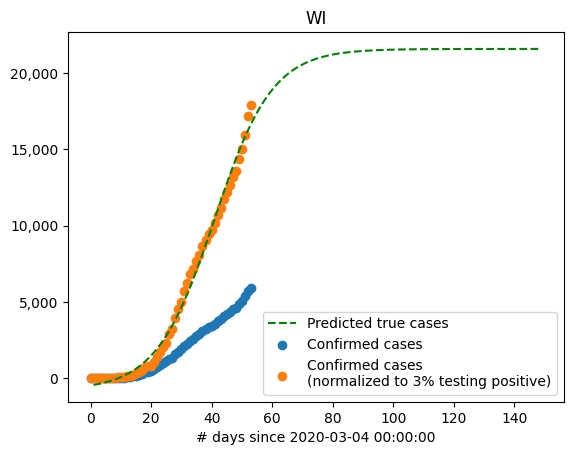 WI
20,000
15,000
10,000
5,000
0
Predicted true cases
Confirmed cases
Confirmed cases
(normalized to 3% testing positive)
0 20 40 60 80 100 120 140
# days since 2020-03-04 00:00:00